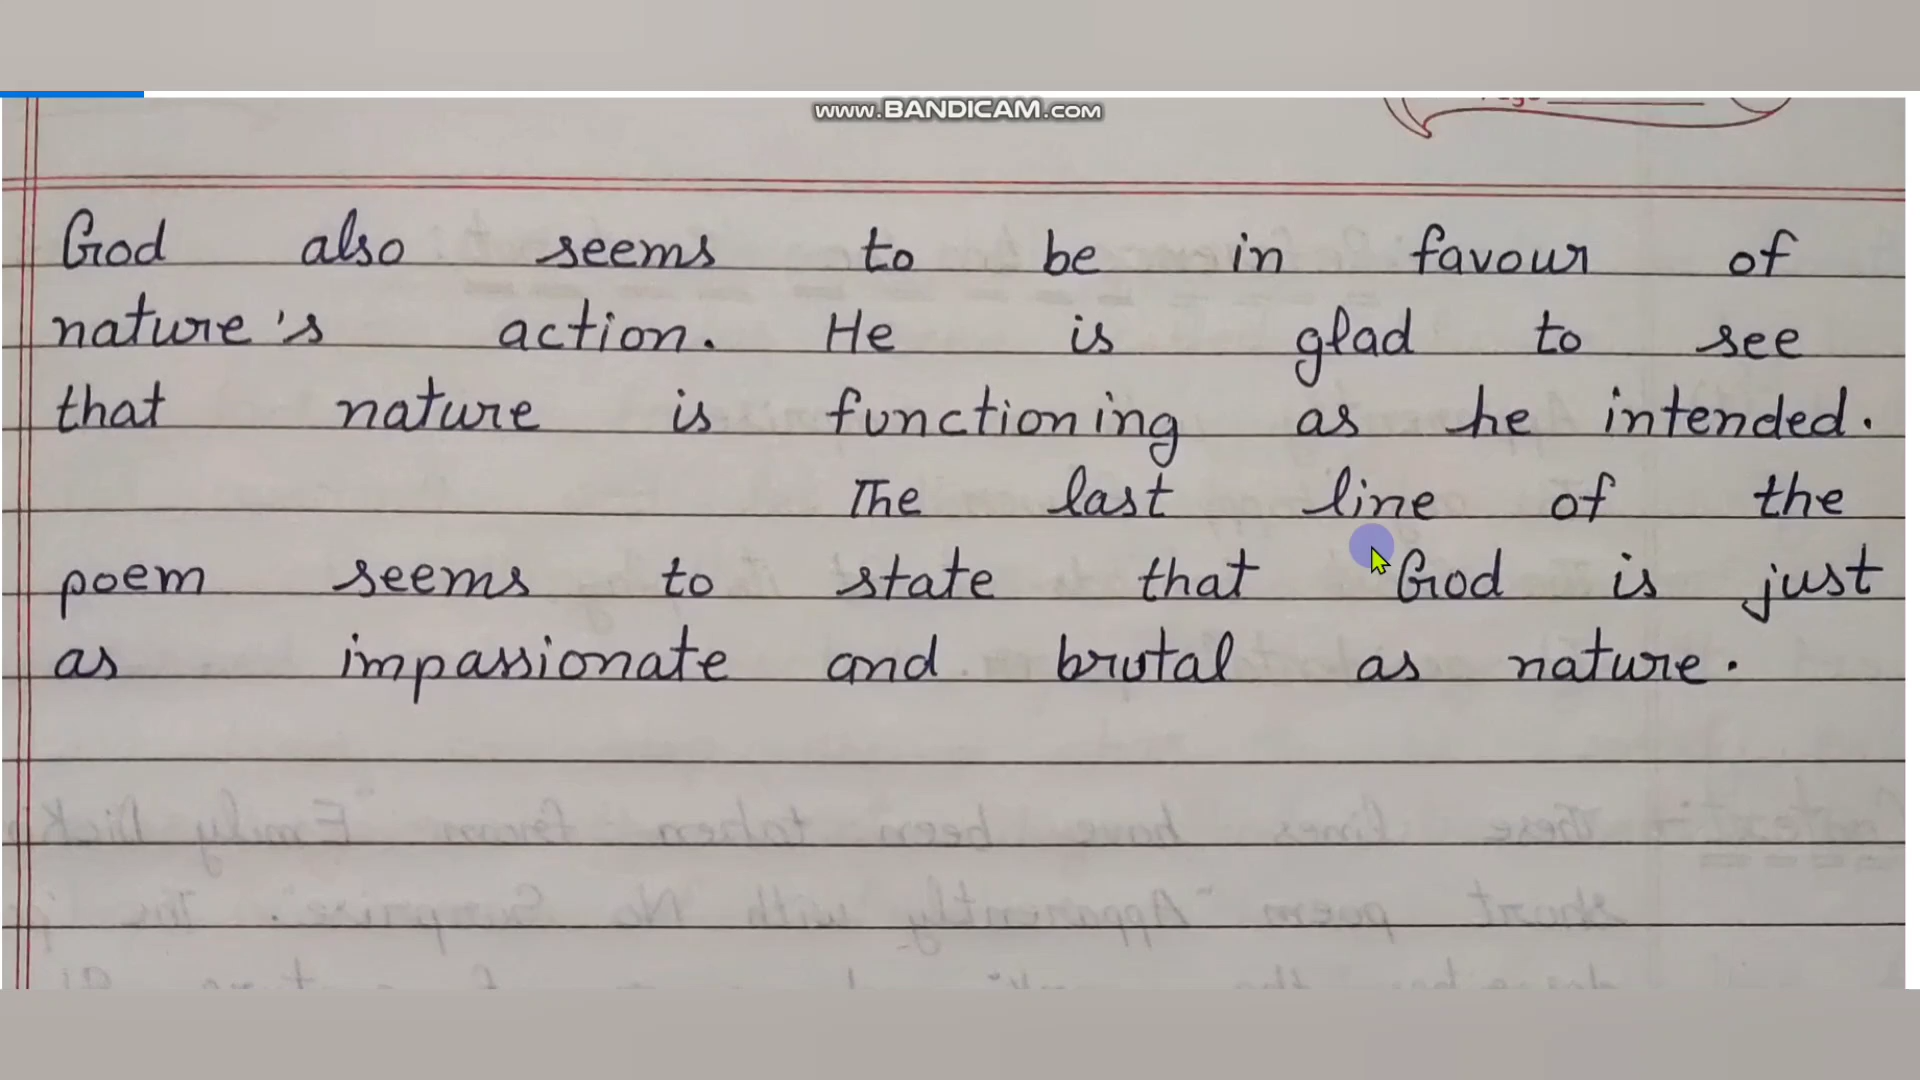 www.BANDICAM.com
God also seems to be in favour of
nature's action. He is glad to see
that nature is functioning as he intended.
The last line of the
poem seems to state that God is just
as impassionate and brutal as nature.